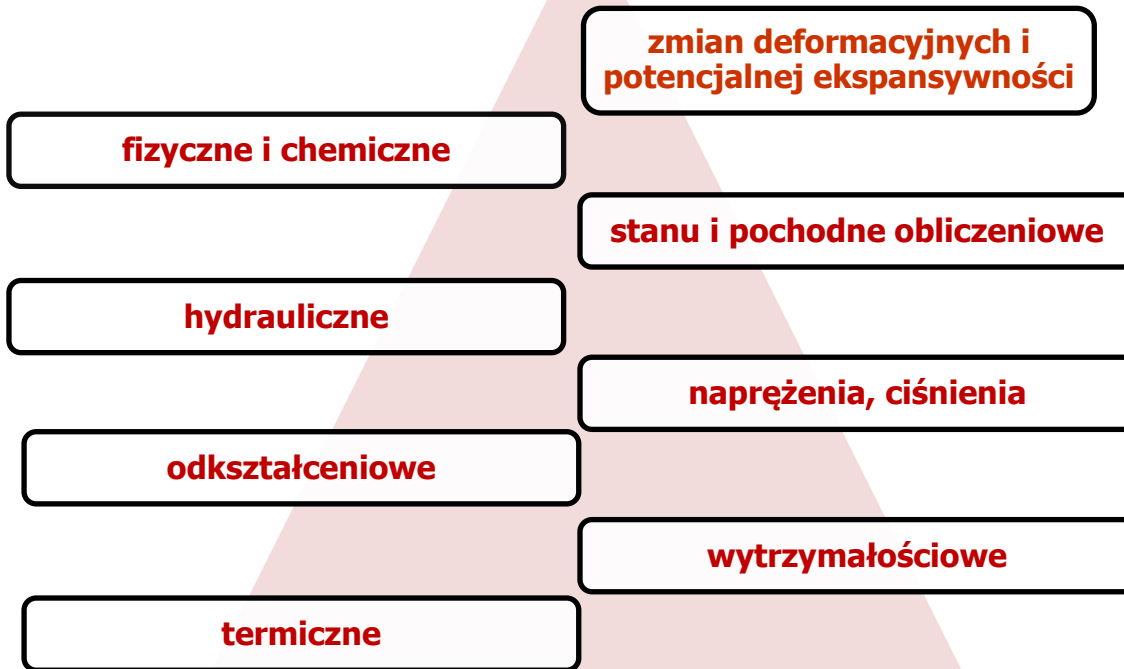 zmian deformacyjnych i
potencjalnej ekspansywności
fizyczne i chemiczne
stanu i pochodne obliczeniowe
hydrauliczne
naprężenia, ciśnienia
odkształceniowe
wytrzymałościowe
termiczne